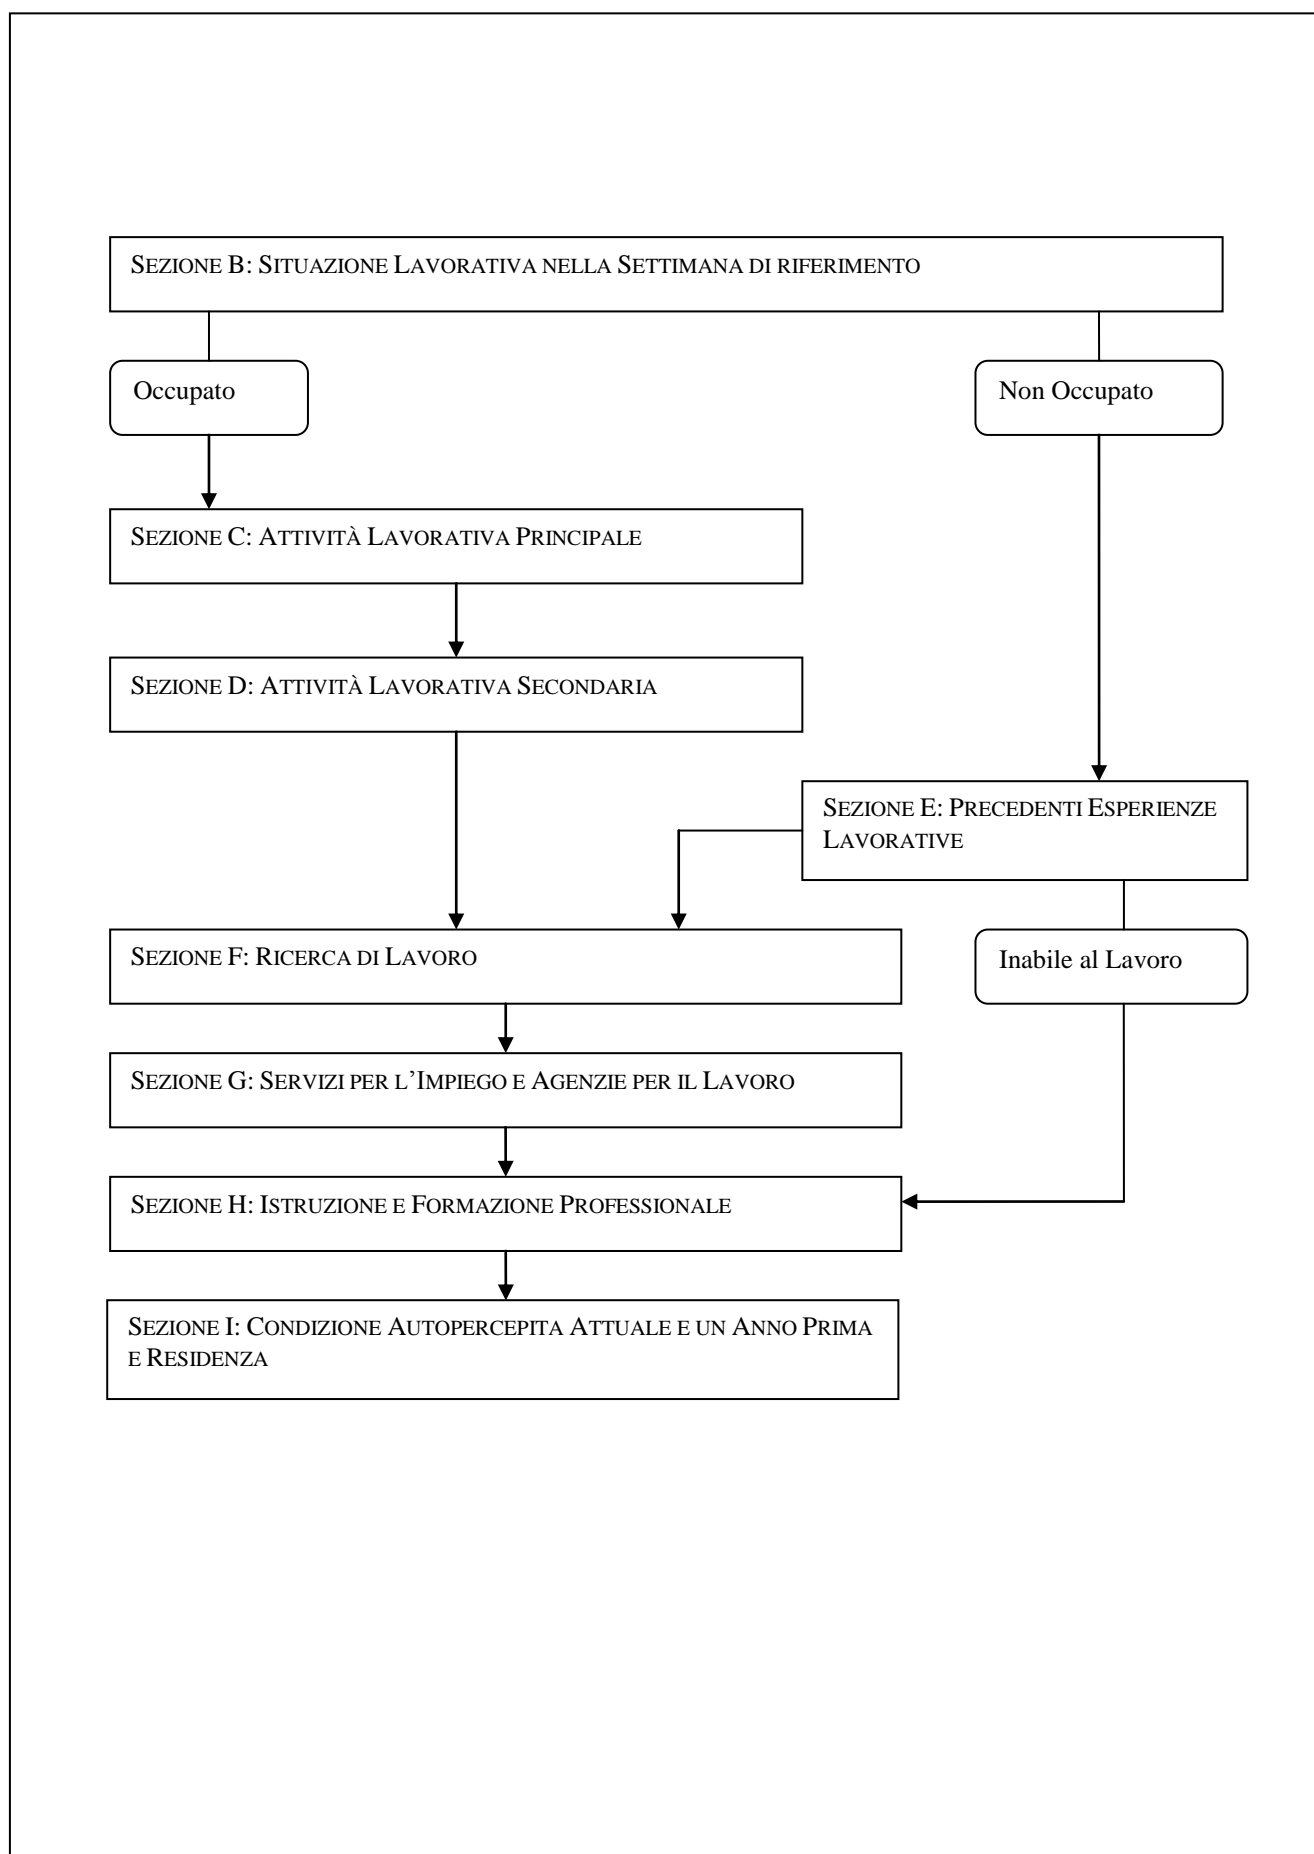 SEZIONE B: SITUAZIONE LAVORATIVA NELLA SETTIMANA DI RIFERIMENTO
Occupato
Non Occupato
SEZIONE C: ATTIVITÀ LAVORATIVA PRINCIPALE
SEZIONE D: ATTIVITÀ LAVORATIVA SECONDARIA
SEZIONE E: PRECEDENTI ESPERIENZE
LAVORATIVE
SEZIONE F: RICERCA DI LAVORO
Inabile al Lavoro
SEZIONE G: SERVIZI PER L’IMPIEGO E AGENZIE PER IL LAVORO
SEZIONE H: ISTRUZIONE E FORMAZIONE PROFESSIONALE
SEZIONE I: CONDIZIONE AUTOPERCEPITA ATTUALE E UN ANNO PRIMA
E RESIDENZA